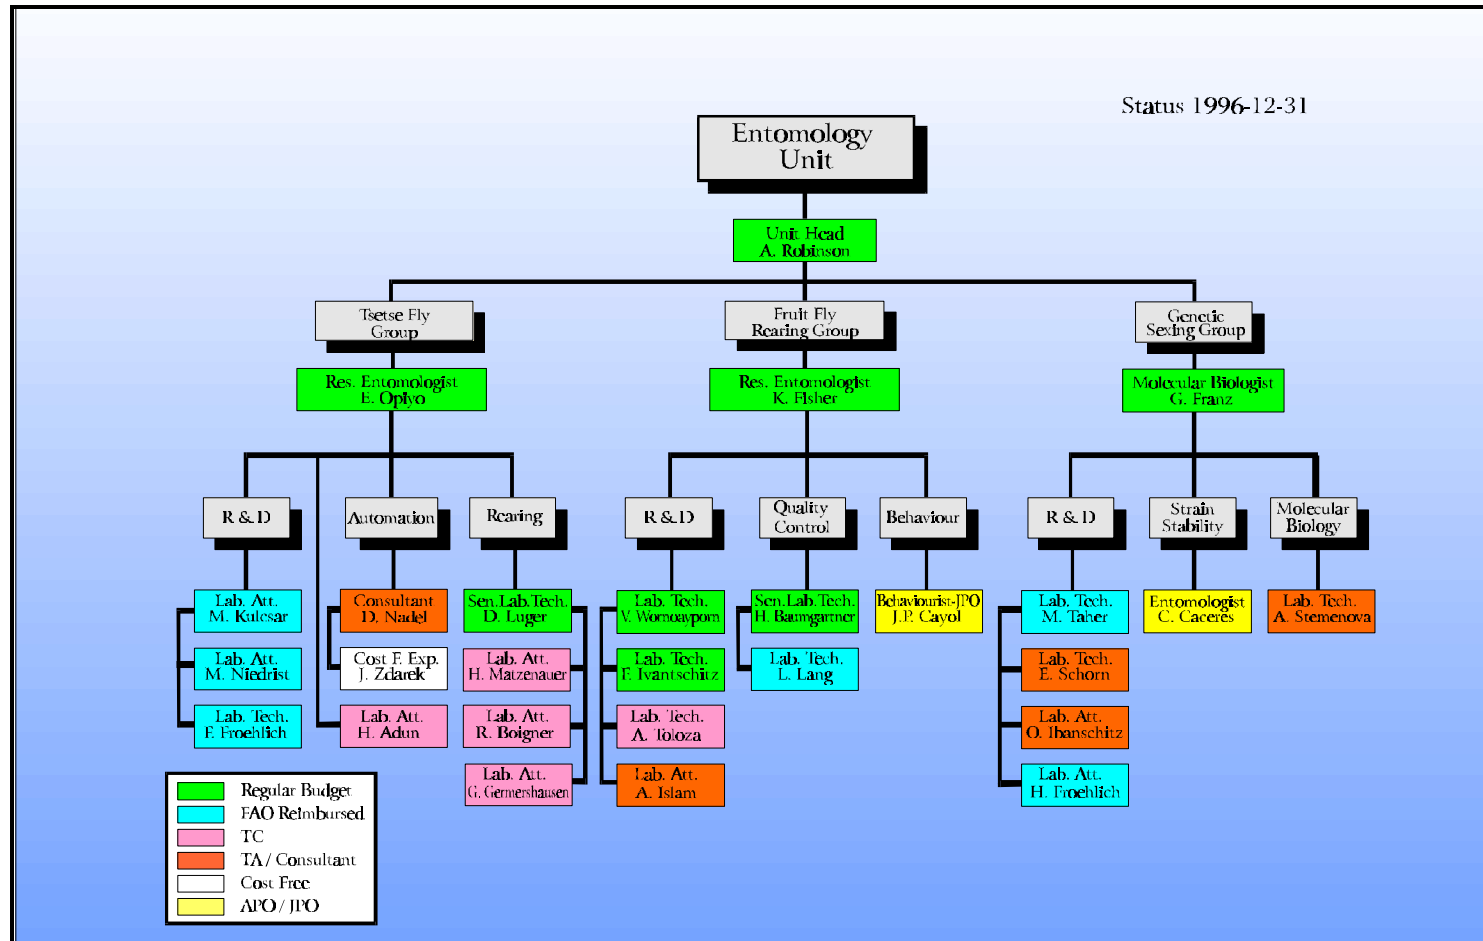 Status 1996-12-31
Entomology
Unit
Unit Head
A. Robinson
Tsetse Fly
Group
Fruit Fly
Rearing Group
Genetic
Sexing Group
Res. Entomologist
E. Opiyo
Res. Entomologist
K. Fisher
Molecular Biologist
G. Franz
R & D
Automation
Rearing
R & D
Quality
Control
Behaviour
R & D
Strain
Stability
Molecular
Biology
Lab. Att.
M. Kulcsar
Lab. Att.
M. Niedrist
Lab. Tech.
F. Froehlich
Consultant
D. Nadel
Cost F. Exp.
J. Zdarek
Lab. Att.
H. Adun
Sen.Lab.Tech.
D. Luger
Lab. Att.
H. Matzenauer
Lab. Att.
R. Boigner
Lab. Att.
G. Germershausen
Lab. Tech.
V. Wornoayporn
Lab. Tech.
F. Ivantschitz
Lab. Tech.
A. Toloza
Lab. Att.
A. Islam
Sen.Lab.Tech.
H. Baumgartner
Lab. Tech.
L. Lang
Behaviourist-JPO
J.P. Cayol
Lab. Tech.
M. Taher
Lab. Tech.
E. Schorn
Lab. Att.
O. Ibanschitz
Lab. Att.
H. Froehlich
Entomologist
C. Caceres
Lab. Tech.
A. Stemenova
Regular Budget
FAO Reimbursed
TC
TA / Consultant
Cost Free
APO / JPO